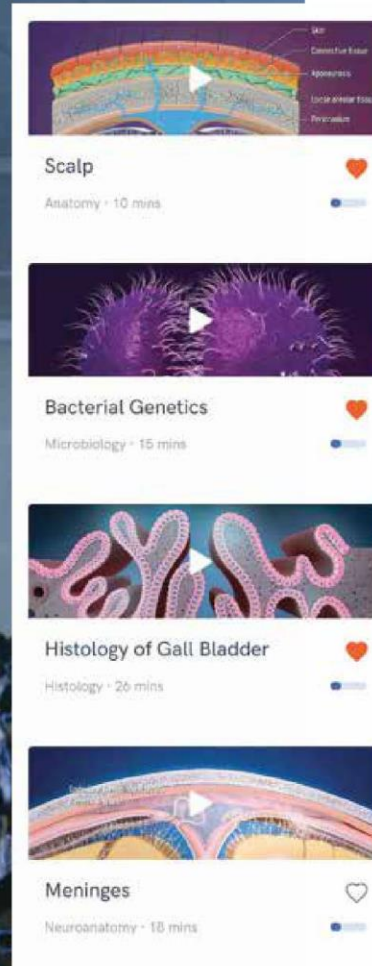 Skin
Connective tissue
Aponeurosis
Loose areolar tissue
Pericranium
Scalp
Anatomy · 10 mins
Bacterial Genetics
Microbiology · 15 mins
Histology of Gall Bladder
Histology · 26 mins
Meninges
Neuroanatomy · 18 mins